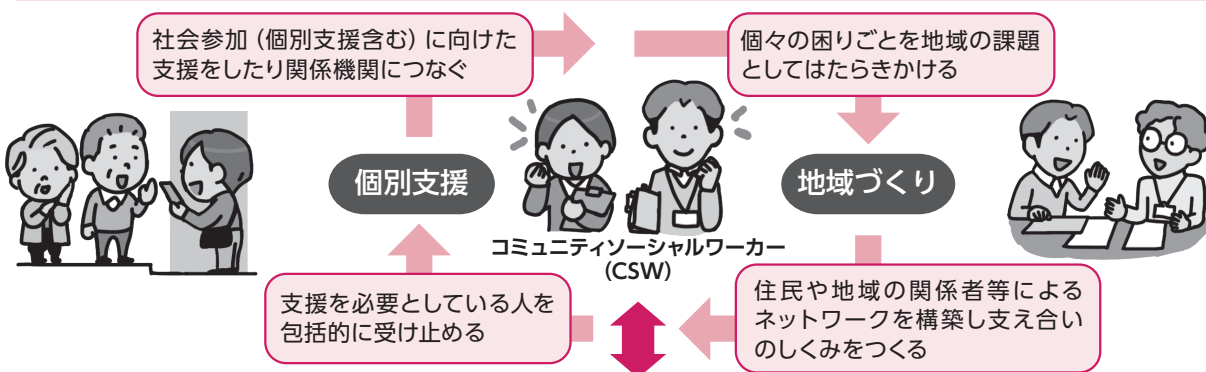 社会参加（個別支援含む）に向けた
支援をしたり関係機関につなぐ
個々の困りごとを地域の課題
としてはたらきかける
個別支援
地域づくり
コミュニティソーシャルワーカー
(CSW)
支援を必要としている人を
包括的に受け止める
住民や地域の関係者等による
ネットワークを構築し支え合い
のしくみをつくる